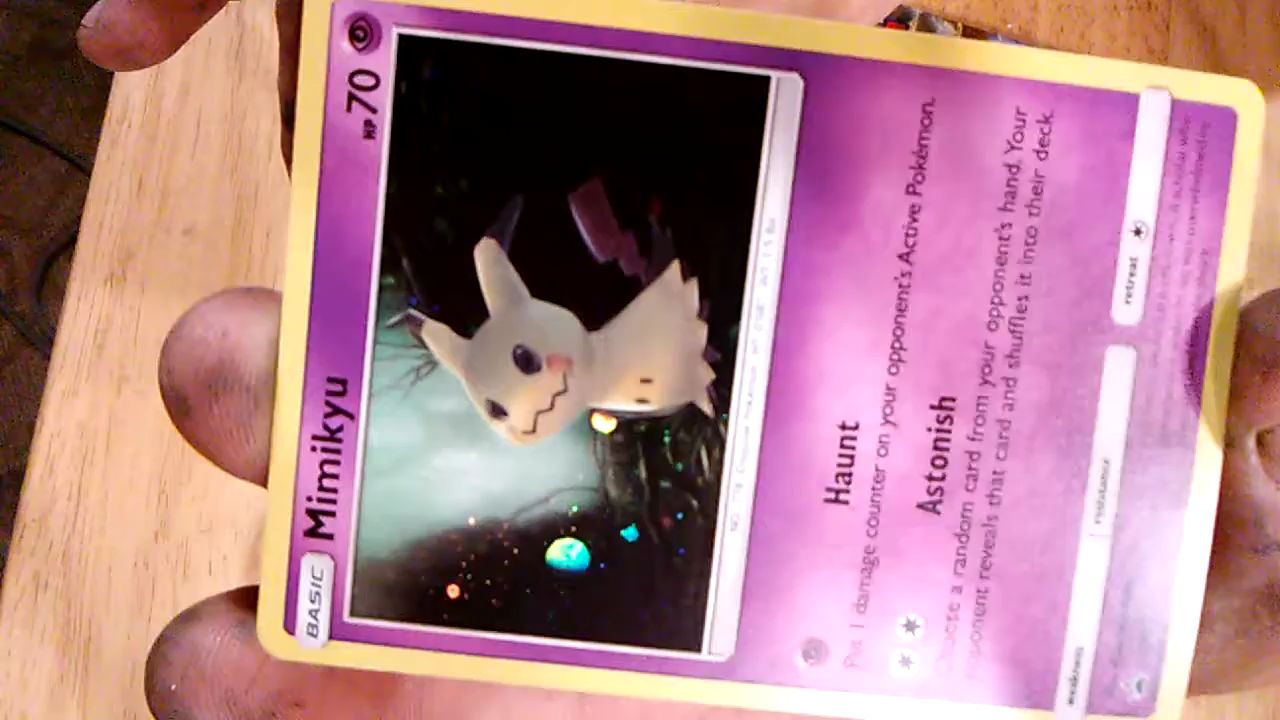 BASIC Mimikyu HP 70
Haunt
Put 1 damage counter on your opponent's Active Pokémon.
Astonish
Choose a random card from your opponent's hand. Your
opponent reveals that card and shuffles it into their deck.
weakness resistance retreat